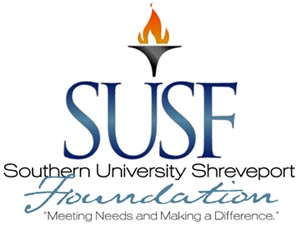 SUSF
Southern University Shreveport
Foundation
"Meeting Needs and Making a Difference."